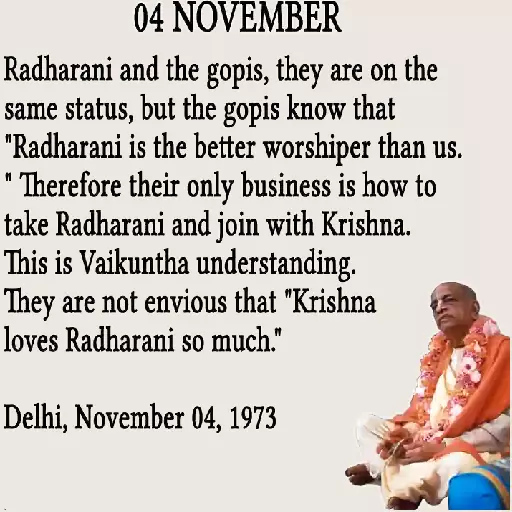 04 NOVEMBER
Radharani and the gopis, they are on the
same status, but the gopis know that
"Radharani is the better worshiper than us.
" Therefore their only business is how to
take Radharani and join with Krishna.
This is Vaikuntha understanding.
They are not envious that "Krishna
loves Radharani so much."
Delhi, November 04, 1973